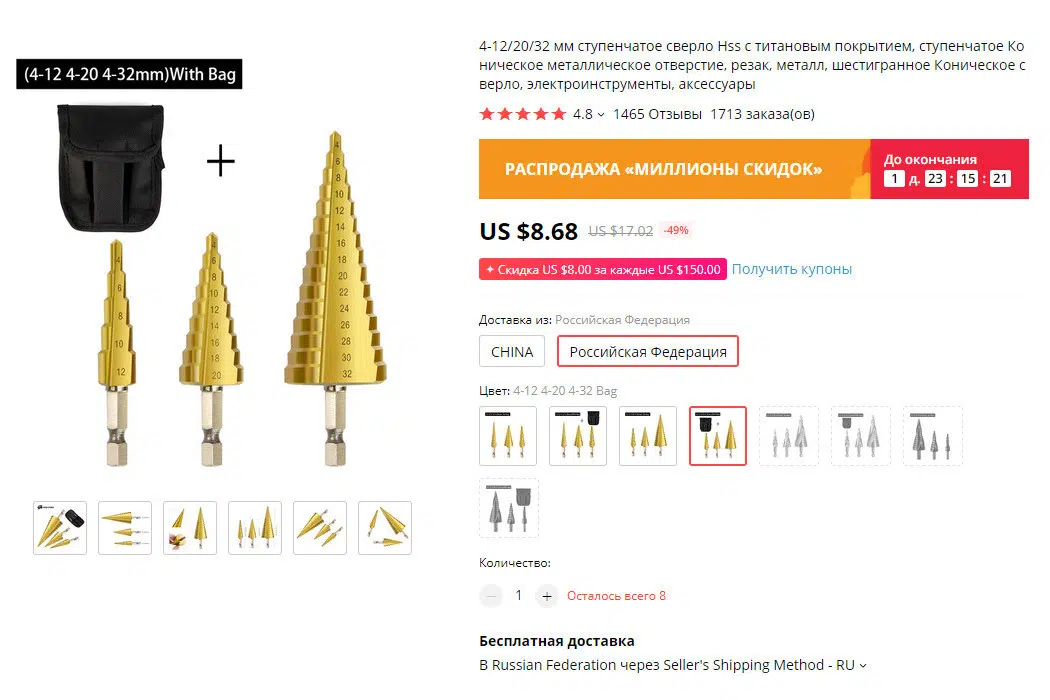 (4-12 4-20 4-32mm)With Bag
4
6
8
10
12
4
6
8
10
12
14
16
18
20
4
6
8
10
12
14
16
18
20
22
24
26
28
30
32
4-12/20/32 мм ступенчатое сверло Hss с титановым покрытием, ступенчатое Ко
ническое металлическое отверстие, резак, металл, шестигранное Коническое с
верло, электроинструменты, аксессуары
4.8 1465 Отзывы 1713 заказа(ов)
РАСПРОДАЖА «МИЛЛИОНЫ СКИДОК»
До окончания
1 д. 23 : 15 : 21
US $8.68 US $17.02 -49%
Скидка US $8.00 за каждые US $150.00 Получить купоны
Доставка из: Российская Федерация
CHINA Российская Федерация
Цвет: 4-12 4-20 4-32 Bag
Количество:
1 + Осталось всего 8
Бесплатная доставка
В Russian Federation через Seller's Shipping Method - RU